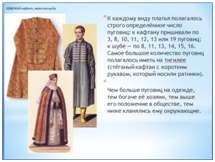 К каждому виду платья полагалось
строго определённое число
пуговиц: к кафтану пришивали по
3, 8, 10, 11, 12, 13 или 19 пуговиц;
к шубе – по 8, 11, 13, 14, 15, 16.
Самое большое количество пуговиц
полагалось иметь на тегиляе
(стёганый кафтан с коротким
рукавом, который носили ратники).
Чем больше пуговиц на одежде,
тем богаче её хозяин, тем выше
его положение в обществе, тем
ниже кланялись ему окружающие.